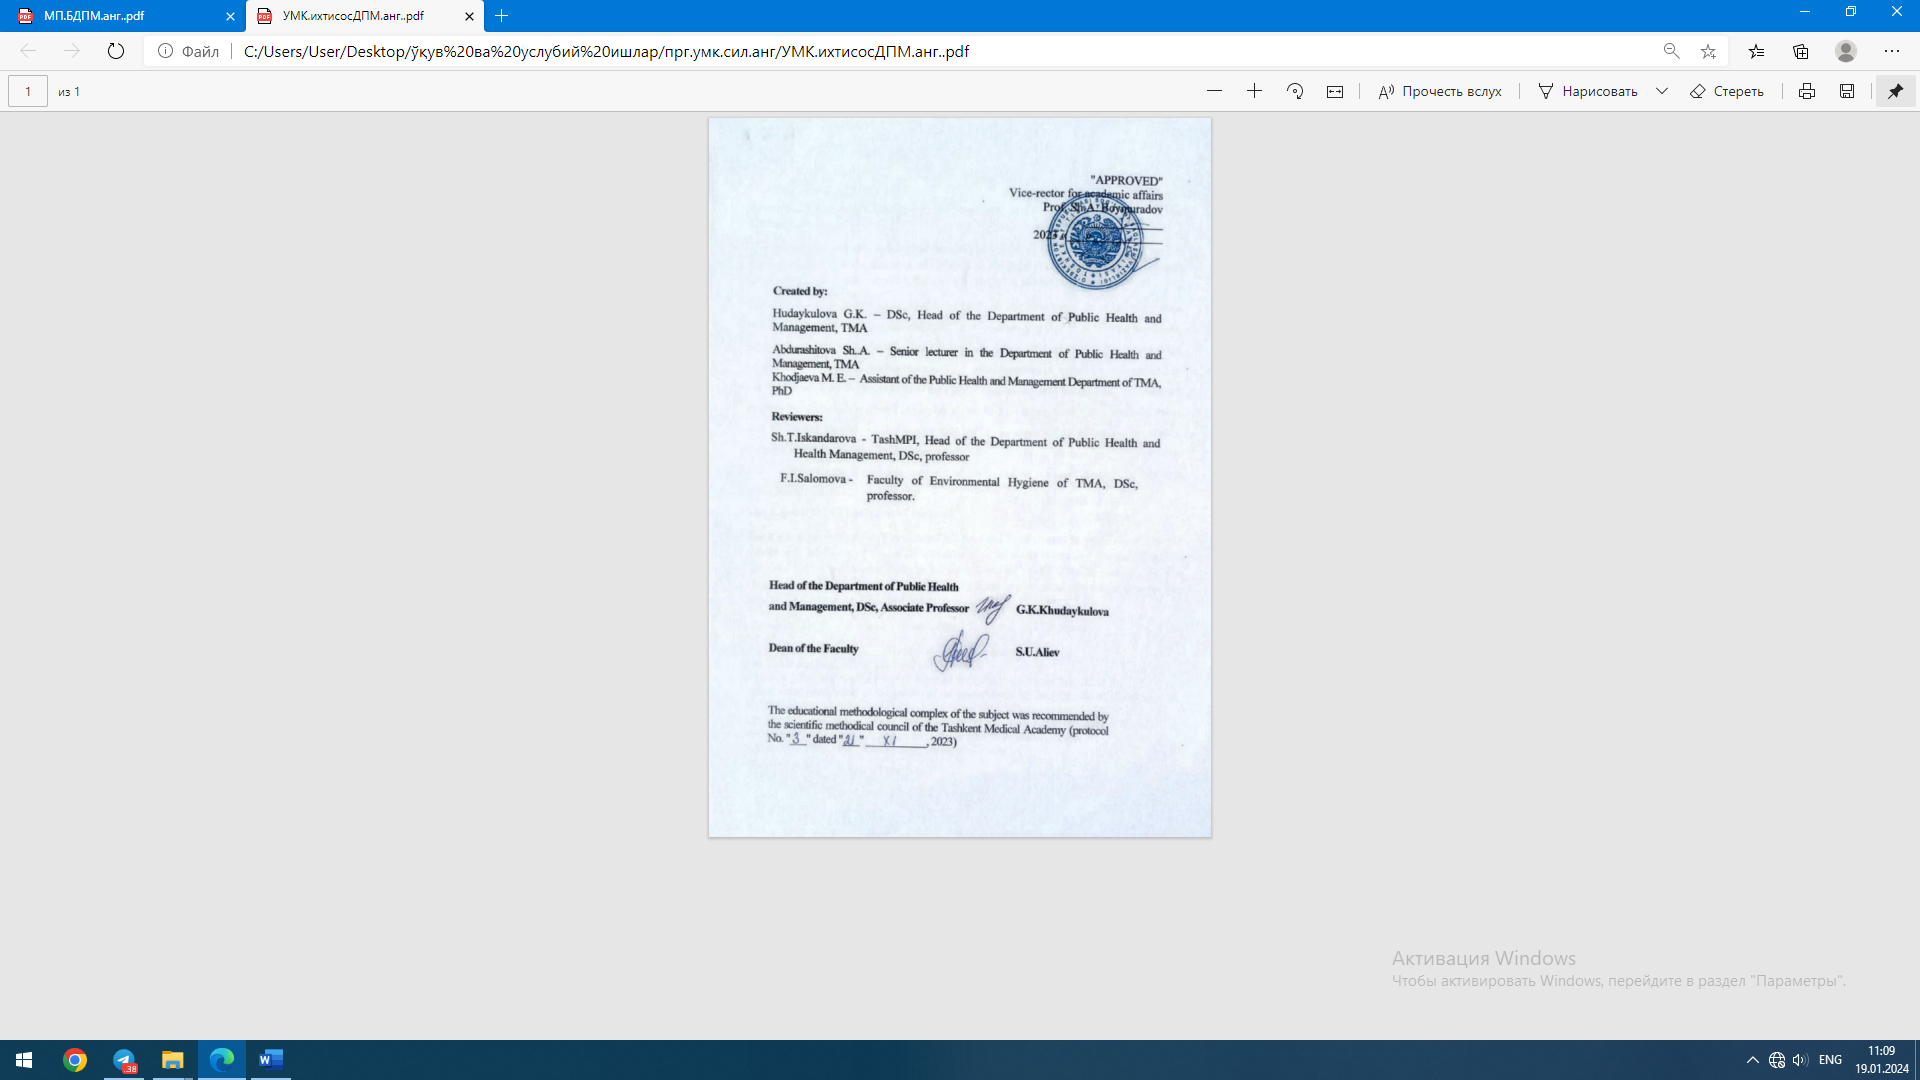 МП.БДПМ.анг..pdf
УМК.ихтисосДПМ.анг..pdf
Файл
C:/Users/User/Desktop/ўқув%20ва%20услубий%20ишлар/прг.умк.сил.анг/УМК.ихтисосДПМ.анг..pdf
1 из 1
Прочесть вслух
Нарисовать
Стереть
"APPROVED"
Vice-rector for academic affairs
Prof. Sh.A. Boymuradov
2023
Created by:
Hudaykulova G.K. – DSc, Head of the Department of Public Health and
Management, TMA
Abdurashitova Sh..A. – Senior lecturer in the Department of Public Health and
Management, TMA
Khodjaeva M. E. – Assistant of the Public Health and Management Department of TMA,
PhD
Reviewers:
Sh.T.Iskandarova - TashMPI, Head of the Department of Public Health and
Health Management, DSc, professor
F.I.Salomova - Faculty of Environmental Hygiene of TMA, DSc,
professor.
Head of the Department of Public Health
and Management, DSc, Associate Professor G.K.Khudaykulova
Dean of the Faculty S.U.Aliev
The educational methodological complex of the subject was recommended by
the scientific methodical council of the Tashkent Medical Academy (protocol
No. "3" dated "21" XI, 2023)
Активация Windows
Чтобы активировать Windows, перейдите в раздел "Параметры".
38
ENG
11:09
19.01.2024